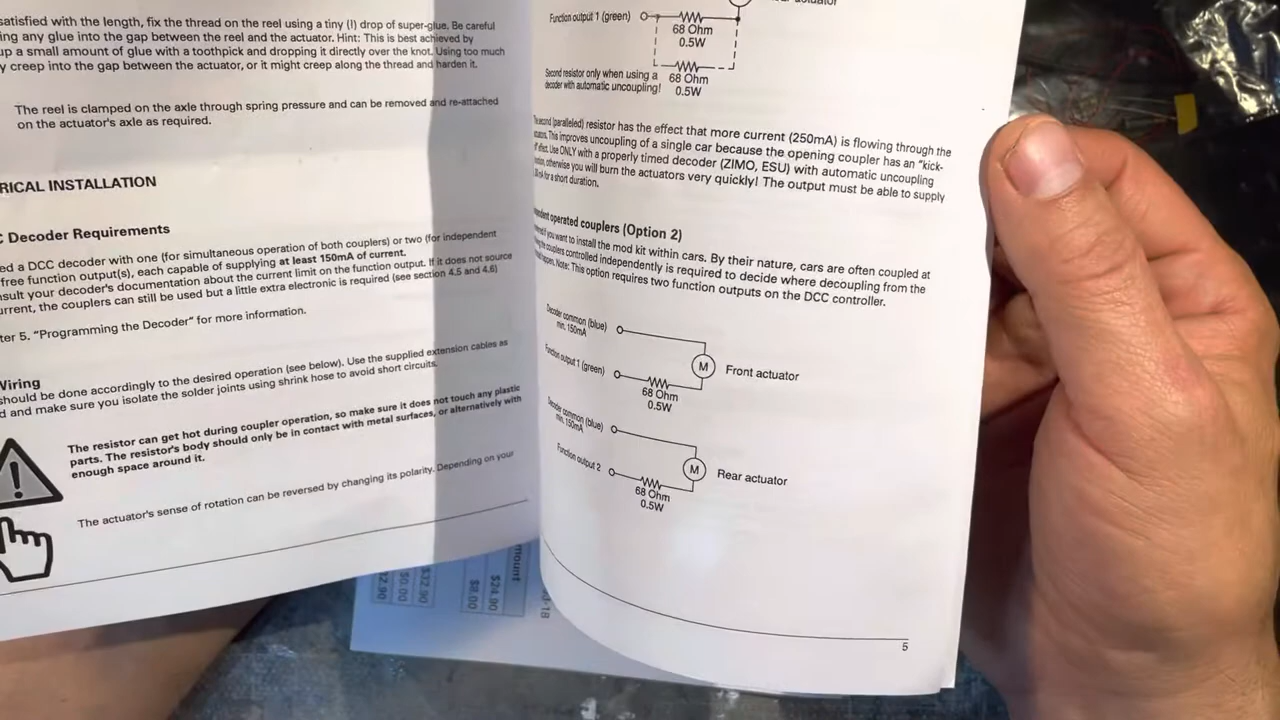 satisfied with the length, fix the thread on the reel using a tiny (!) drop of super-glue. Be careful
ing any glue into the gap between the reel and the actuator. Hint: This is best achieved by
up a small amount of glue with a toothpick and dropping it directly over the knot. Using too much
y creep into the gap between the actuator, or it might creep along the thread and harden it.
The reel is clamped on the axle through spring pressure and can be removed and re-attached
on the actuator's axle as required.
RICAL INSTALLATION
C Decoder Requirements
ed a DCC decoder with one (for simultaneous operation of both couplers) or two (for independent
free function output(s), each capable of supplying at least 150mA of current.
nsult your decoder's documentation about the current limit on the function output. If it does not source
urrent, the couplers can still be used but a little extra electronic is required (see section 4.5 and 4.6)
ter 5. "Programming the Decoder" for more information.
Wiring
should be done accordingly to the desired operation (see below). Use the supplied extension cables as
d and make sure you isolate the solder joints using shrink hose to avoid short circuits.
The resistor can get hot during coupler operation, so make sure it does not touch any plastic
parts. The resistor's body should only be in contact with metal surfaces, or alternatively with
enough space around it.
The actuator's sense of rotation can be reversed by changing its polarity. Depending on your
actuator
Function output 1 (green)
68 Ohm
0.5W
Second resistor only when using a
decoder with automatic uncoupling!
68 Ohm
0.5W
The second (paralleled) resistor has the effect that more current (250mA) is flowing through the
This improves uncoupling of a single car because the opening coupler has an "kick-
effect. Use ONLY with a properly timed decoder (ZIMO, ESU) with automatic uncoupling
otherwise you will burn the actuators very quickly! The output must be able to supply
for a short duration.
operated couplers (Option 2)
if you want to install the mod kit within cars. By their nature, cars are often coupled at
the couplers controlled independently is required to decide where decoupling from the
happen. Note: This option requires two function outputs on the DCC controller.
Decoder common (blue)
min. 150mA
M
Front actuator
Function output 1 (green)
68 Ohm
0.5W
Decoder common (blue)
min. 150mA
M
Rear actuator
Function output 2
68 Ohm
0.5W
5
mount
$24.90
$8.00
$32.90
$0.00
2.90